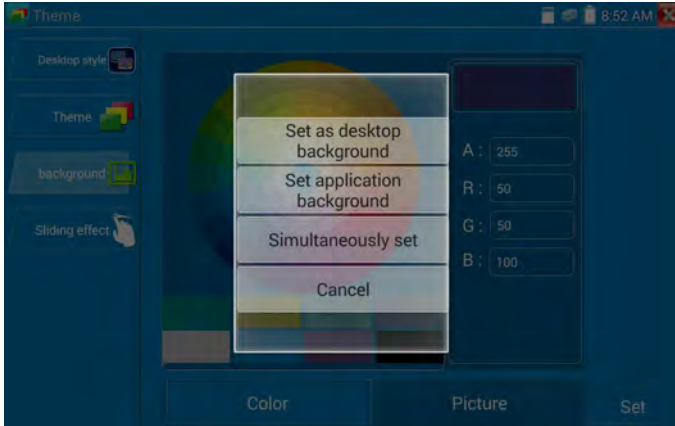 Theme
8:52 AM
Desktop style
Theme
background
Sliding effect
Set as desktop
background
Set application
background
Simultaneously set
Cancel
A : 255
R : 50
G : 50
B : 100
Color
Picture
Set